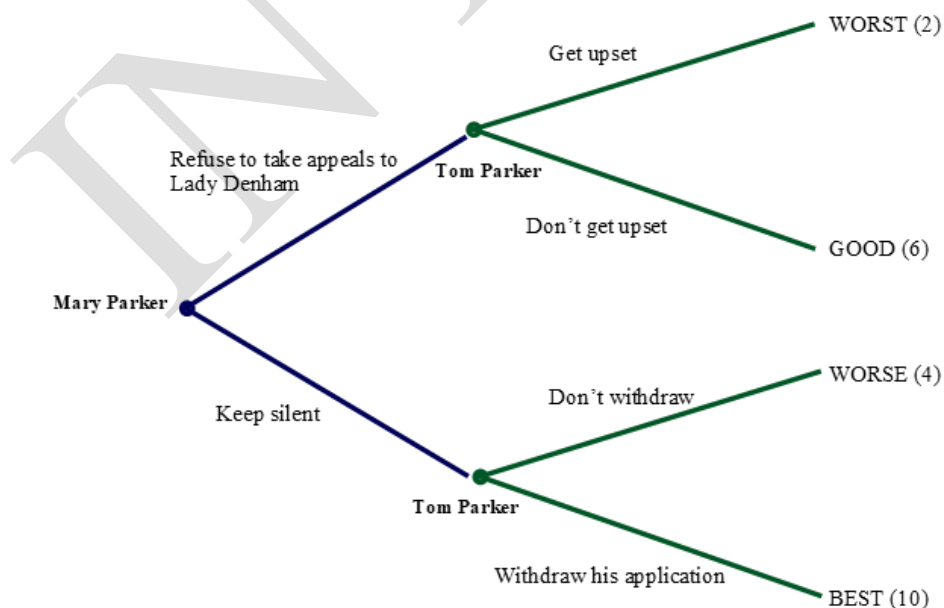 WORST (2)
Get upset
Refuse to take appeals to
Lady Denham
Tom Parker
Don’t get upset
GOOD (6)
Mary Parker
WORSE (4)
Don’t withdraw
Keep silent
Tom Parker
Withdraw his application
BEST (10)